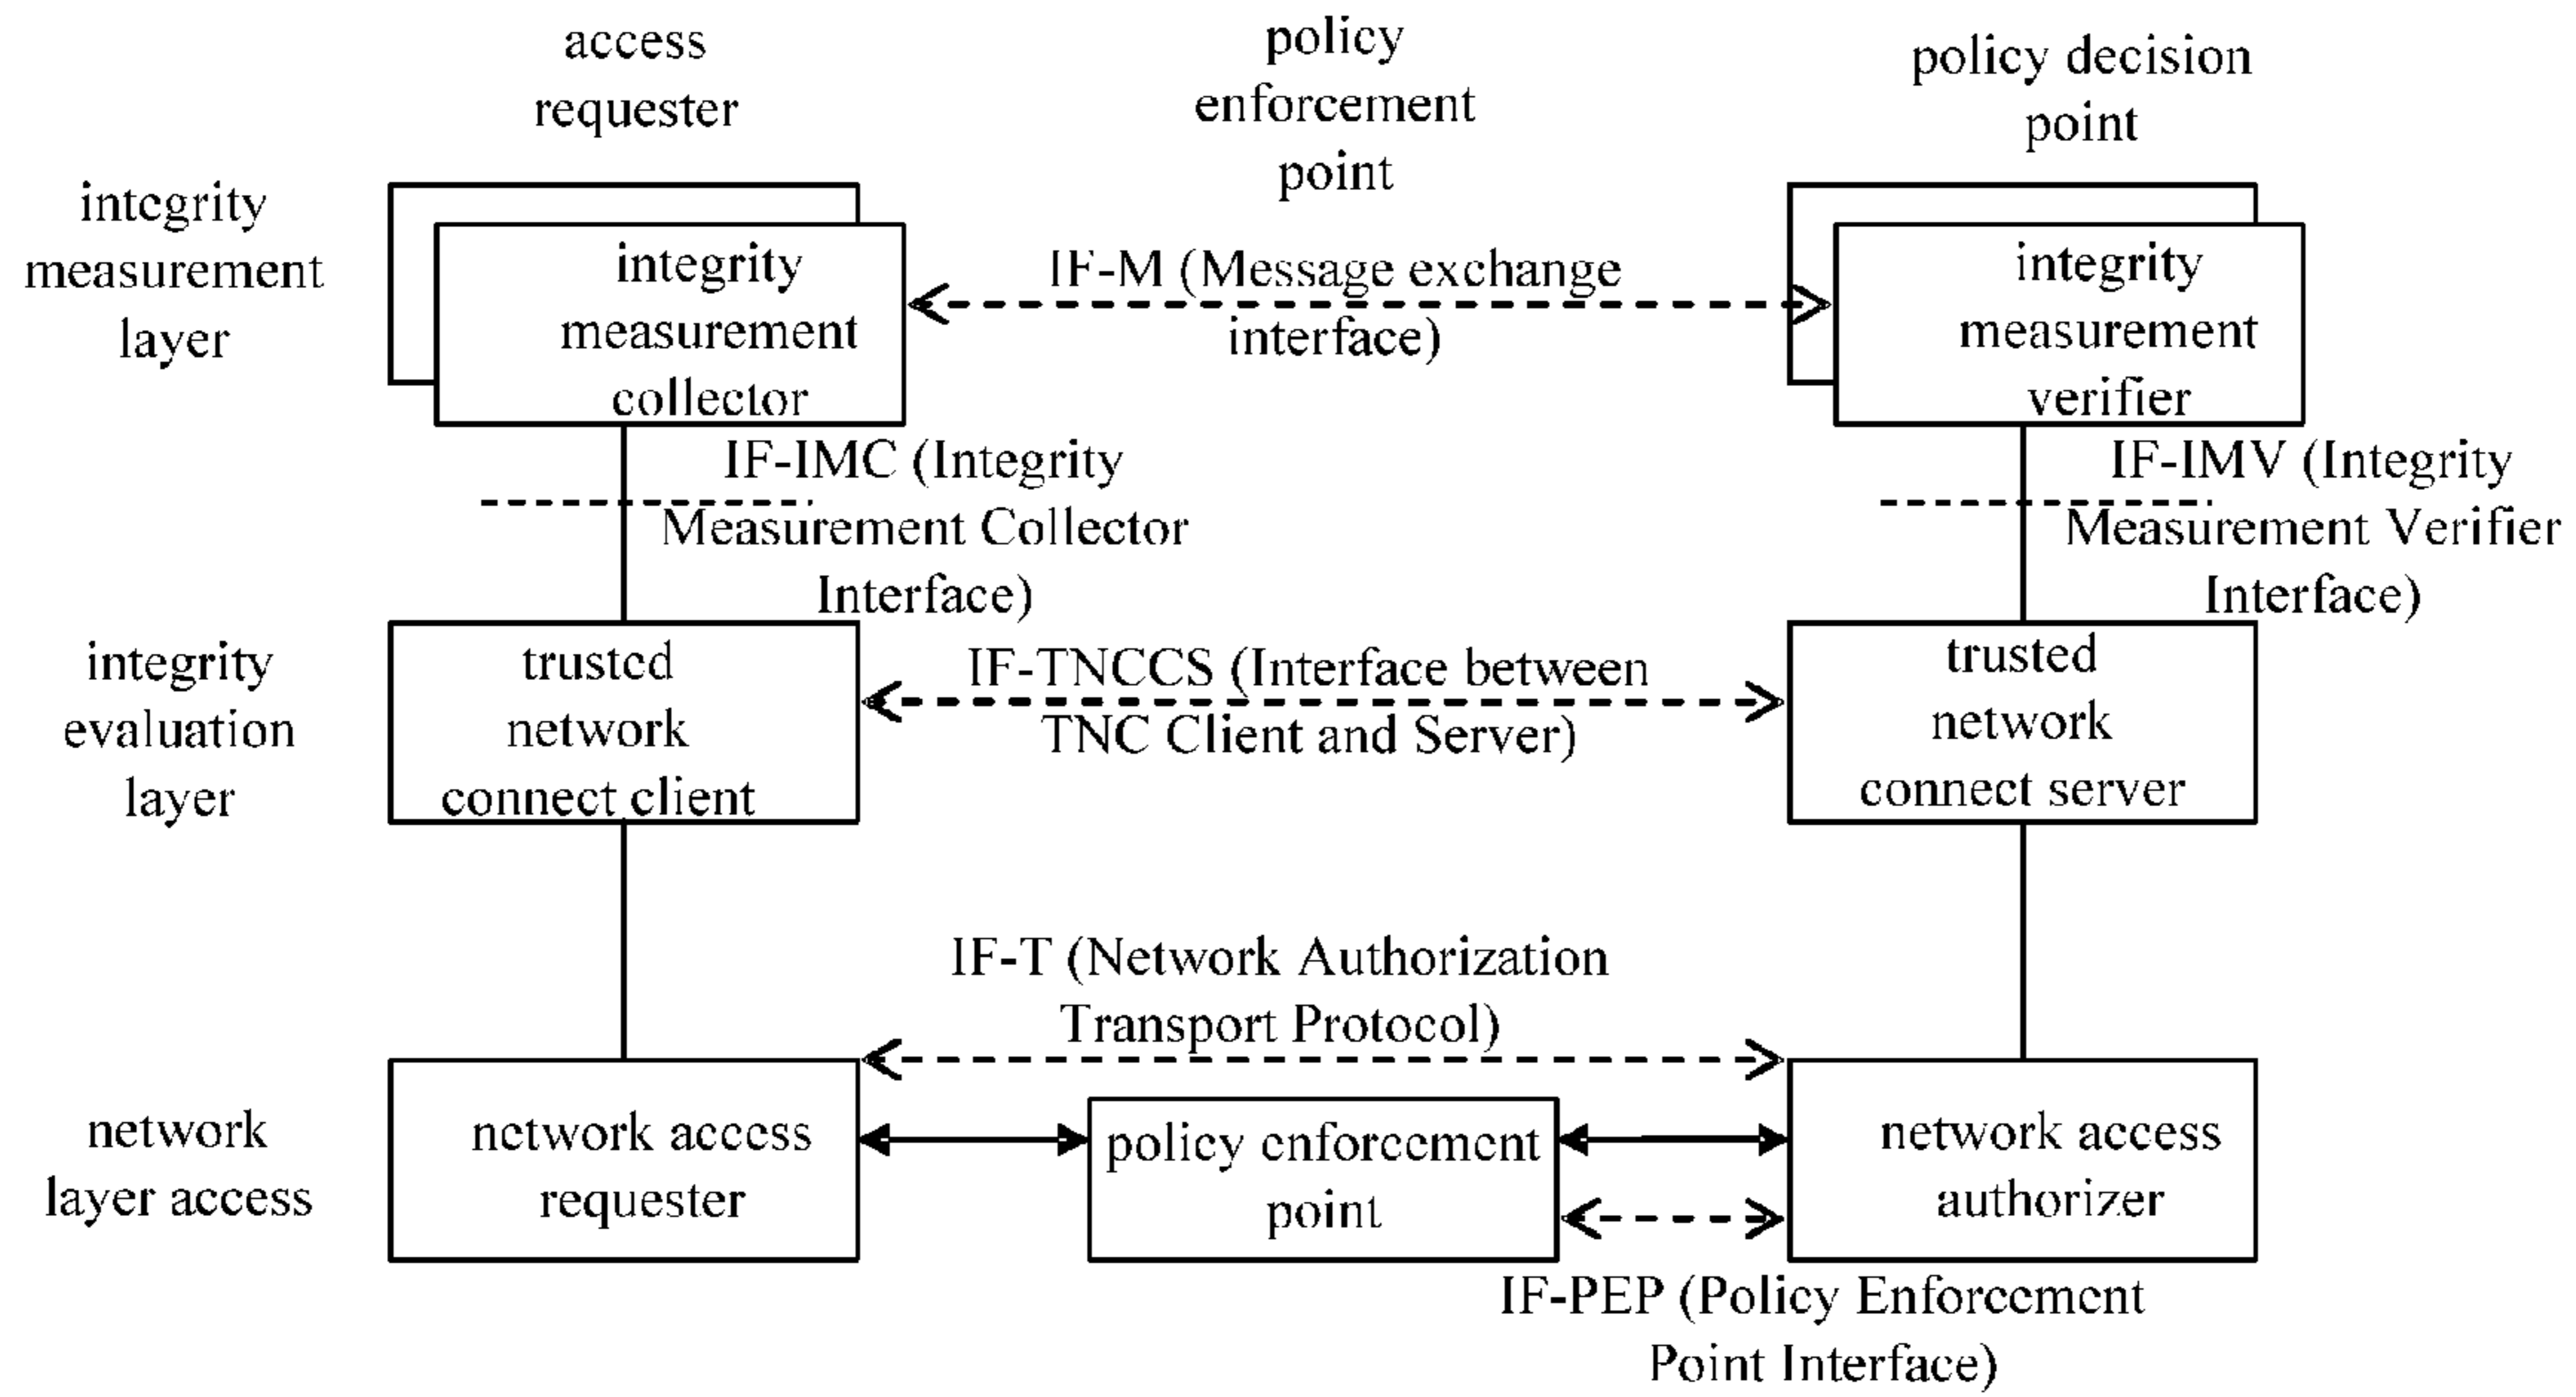 access
requester
policy
enforcement
point
policy decision
point
integrity
measurement
layer
integrity
measurement
collector
IF-M (Message exchange
interface)
integrity
measurement
verifier
IF-IMC (Integrity
Measurement Collector
Interface)
IF-IMV (Integrity
Measurement Verifier
Interface)
integrity
evaluation
layer
trusted
network
connect client
IF-TNCCS (Interface between
TNC Client and Server)
trusted
network
connect server
IF-T (Network Authorization
Transport Protocol)
network
layer access
network access
requester
policy enforcement
point
network access
authorizer
IF-PEP (Policy Enforcement
Point Interface)